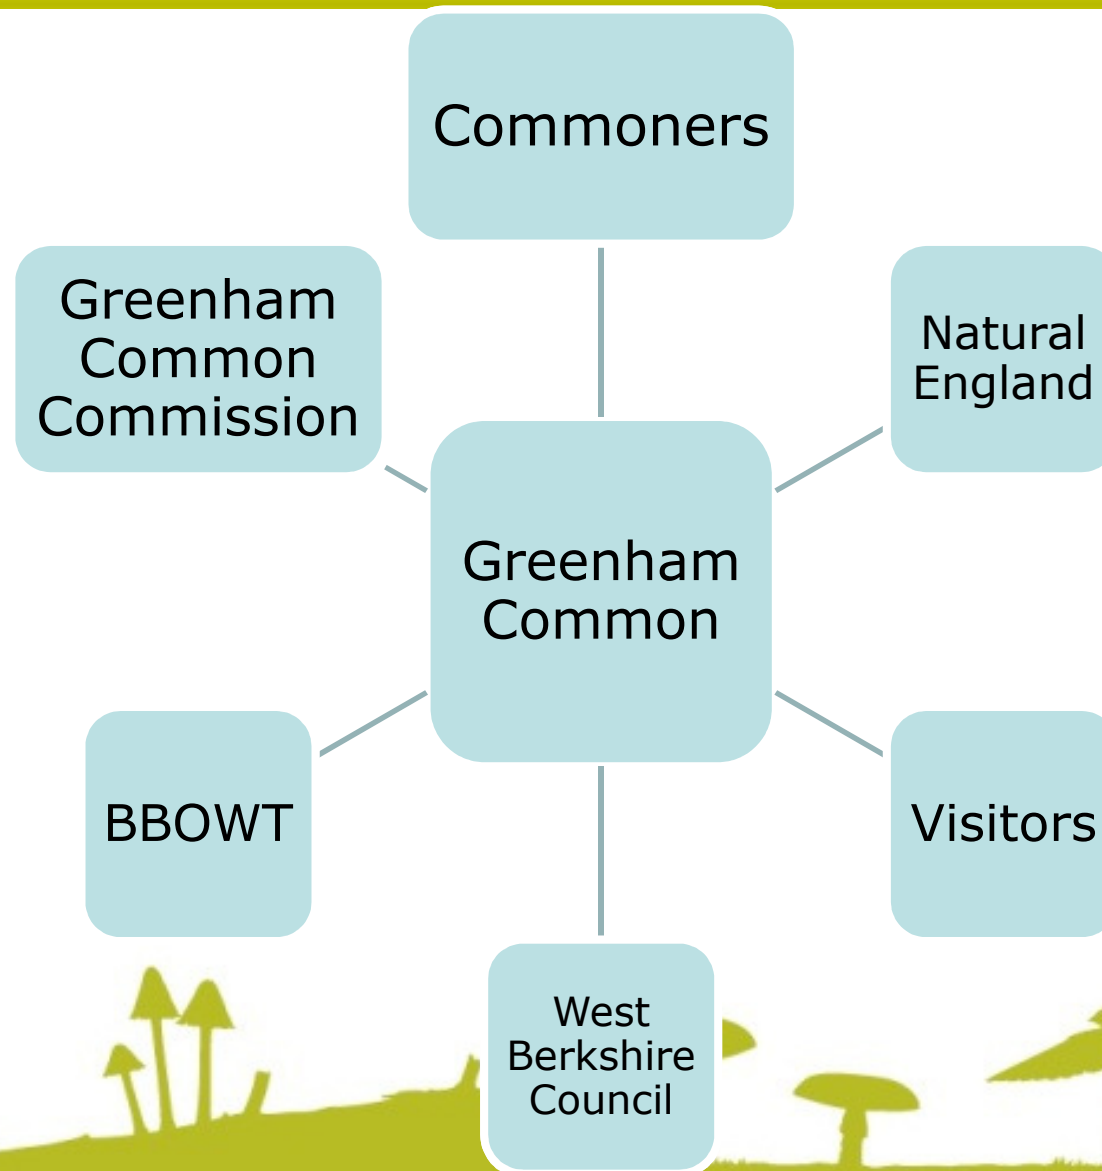 Commoners
Greenham
Common
Commission
Natural
England
Greenham
Common
BBOWT
Visitors
West
Berkshire
Council